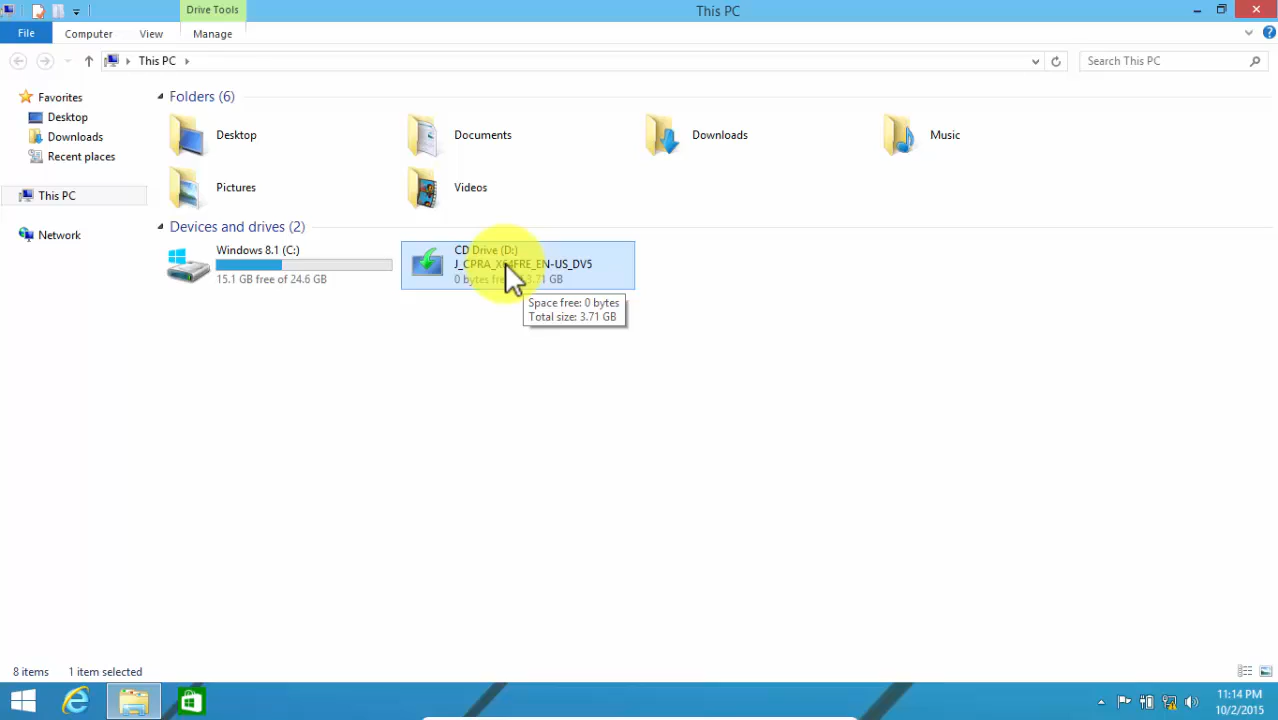 Drive Tools
This PC
File
Computer
View
Manage
This PC
Search This PC
Favorites
Desktop
Downloads
Recent places
This PC
Network
Folders (6)
Desktop
Documents
Downloads
Music
Pictures
Videos
Devices and drives (2)
Windows 8.1 (C:)
15.1 GB free of 24.6 GB
CD Drive (D:)
J_CPRA_X64FRE_EN-US_DV5
0 bytes free of 3.71 GB
Space free: 0 bytes
Total size: 3.71 GB
8 items
1 item selected
11:14 PM
10/2/2015